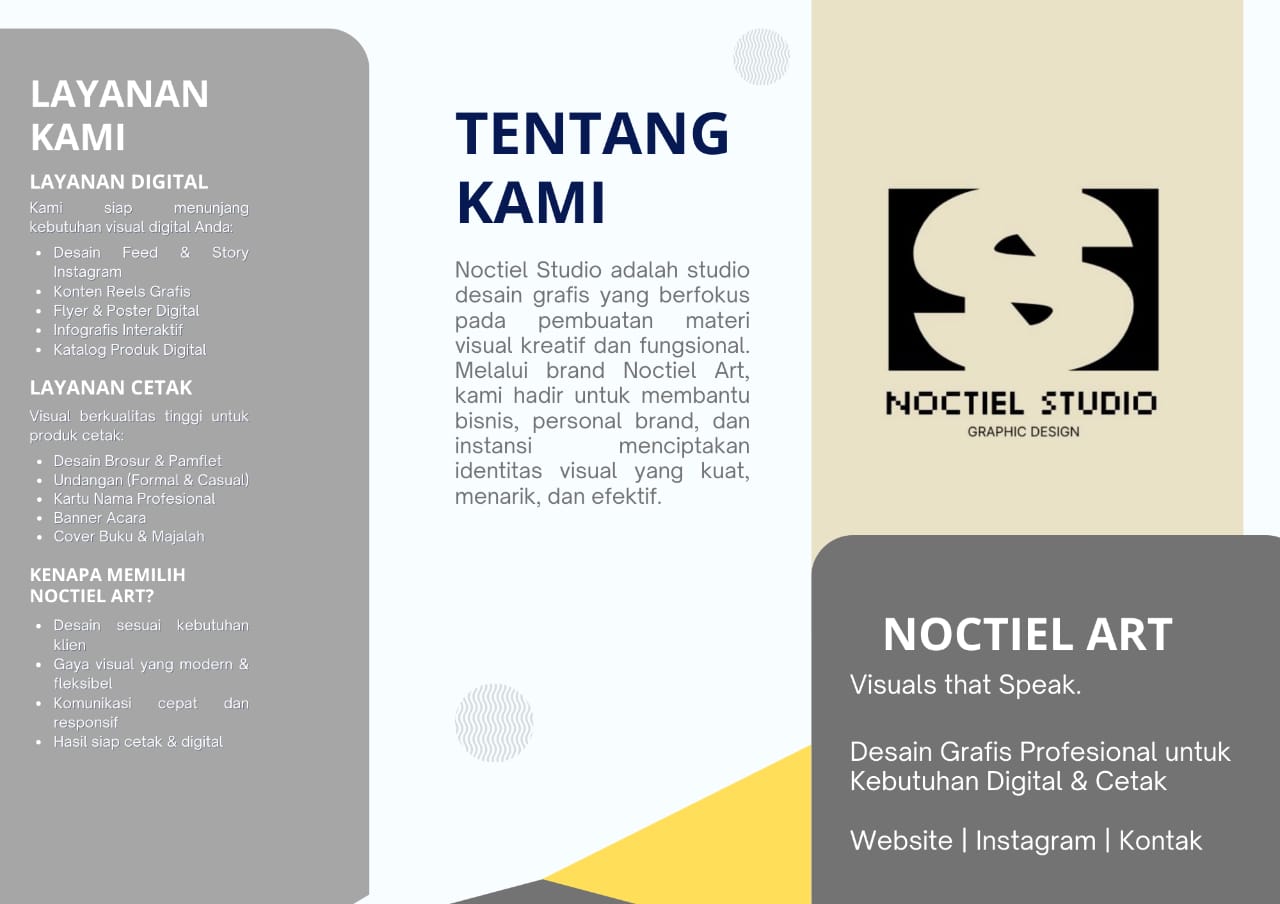 LAYANAN
KAMI
LAYANAN DIGITAL
Kami siap menunjang
kebutuhan visual digital Anda:
• Desain Feed & Story
Instagram
• Konten Reels Grafis
• Flyer & Poster Digital
• Infografis Interaktif
• Katalog Produk Digital
LAYANAN CETAK
Visual berkualitas tinggi untuk
produk cetak:
• Desain Brosur & Pamflet
• Undangan (Formal & Casual)
• Kartu Nama Profesional
• Banner Acara
• Cover Buku & Majalah
KENAPA MEMILIH
NOCTIEL ART?
• Desain sesuai kebutuhan
klien
• Gaya visual yang modern &
fleksibel
• Komunikasi cepat dan
responsif
• Hasil siap cetak & digital
TENTANG
KAMI
Noctiel Studio adalah studio
desain grafis yang berfokus
pada pembuatan materi
visual kreatif dan fungsional.
Melalui brand Noctiel Art,
kami hadir untuk membantu
bisnis, personal brand, dan
instansi menciptakan
identitas visual yang kuat,
menarik, dan efektif.
NOCTIEL STUDIO
GRAPHIC DESIGN
NOCTIEL ART
Visuals that Speak.
Desain Grafis Profesional untuk
Kebutuhan Digital & Cetak
Website | Instagram | Kontak